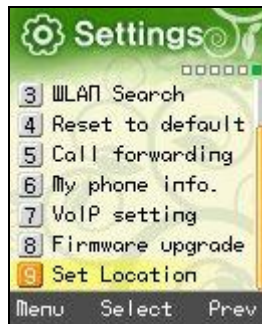 Settings
3 WLAN Search
4 Reset to default
5 Call forwarding
6 My phone info.
7 VoIP setting
8 Firmware upgrade
9 Set Location
Menu Select Prev